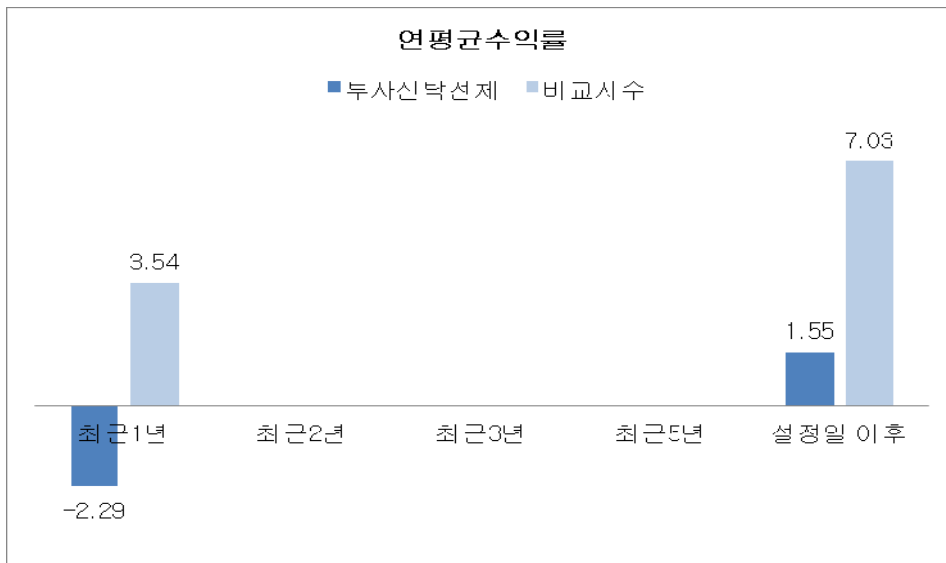 연평균수익률
투사신탁선제 비교시수
7.03
3.54
1.55
최근1년 최근2년 최근3년 최근5년 설정일 이후
-2.29